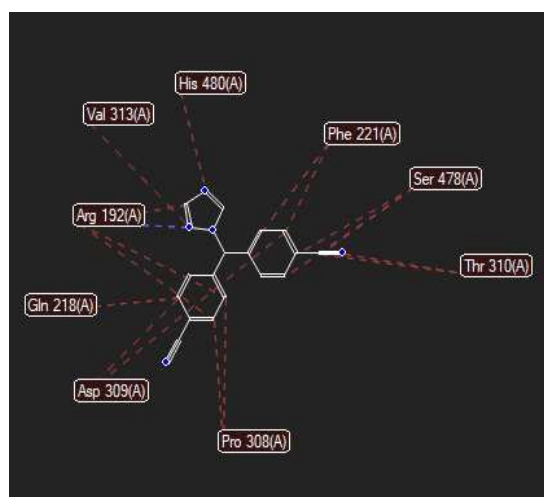 His 480(A)
Val 313(A)
Phe 221(A)
Ser 478(A)
Arg 192(A)
Thr 310(A)
Gln 218(A)
Asp 309(A)
Pro 308(A)